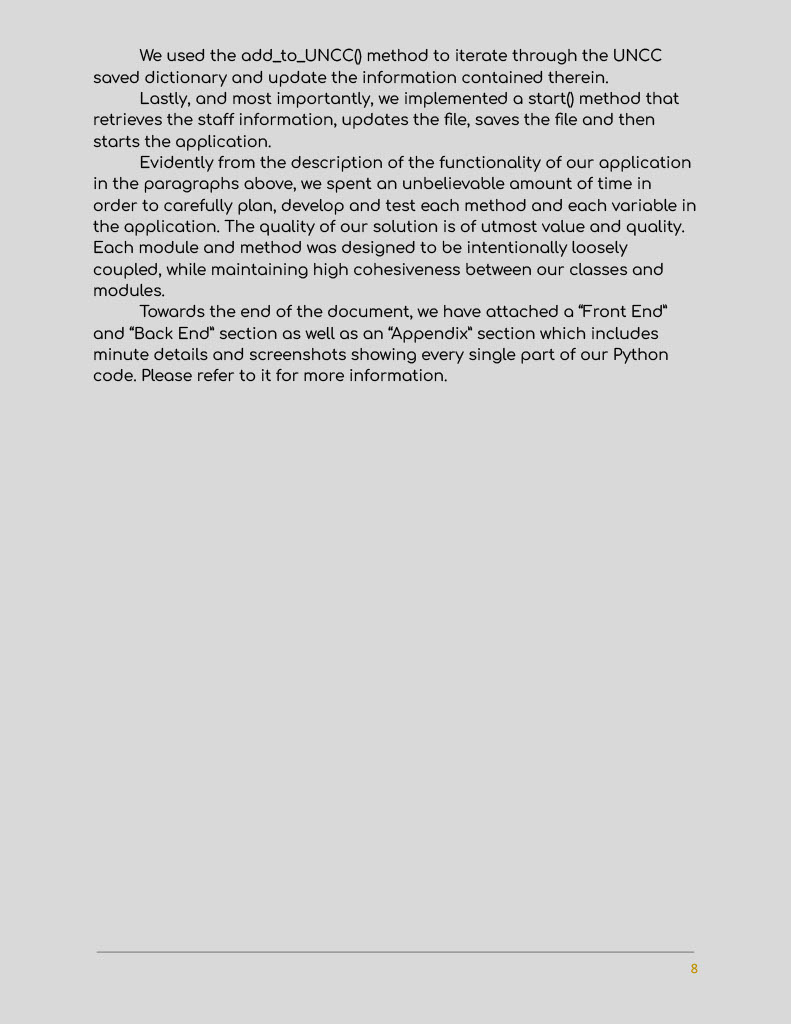 We used the add_to_UNCC() method to iterate through the UNCC
saved dictionary and update the information contained therein.
Lastly, and most importantly, we implemented a start() method that
retrieves the staff information, updates the file, saves the file and then
starts the application.
Evidently from the description of the functionality of our application
in the paragraphs above, we spent an unbelievable amount of time in
order to carefully plan, develop and test each method and each variable in
the application. The quality of our solution is of utmost value and quality.
Each module and method was designed to be intentionally loosely
coupled, while maintaining high cohesiveness between our classes and
modules.
Towards the end of the document, we have attached a “Front End”
and “Back End” section as well as an “Appendix” section which includes
minute details and screenshots showing every single part of our Python
code. Please refer to it for more information.
8